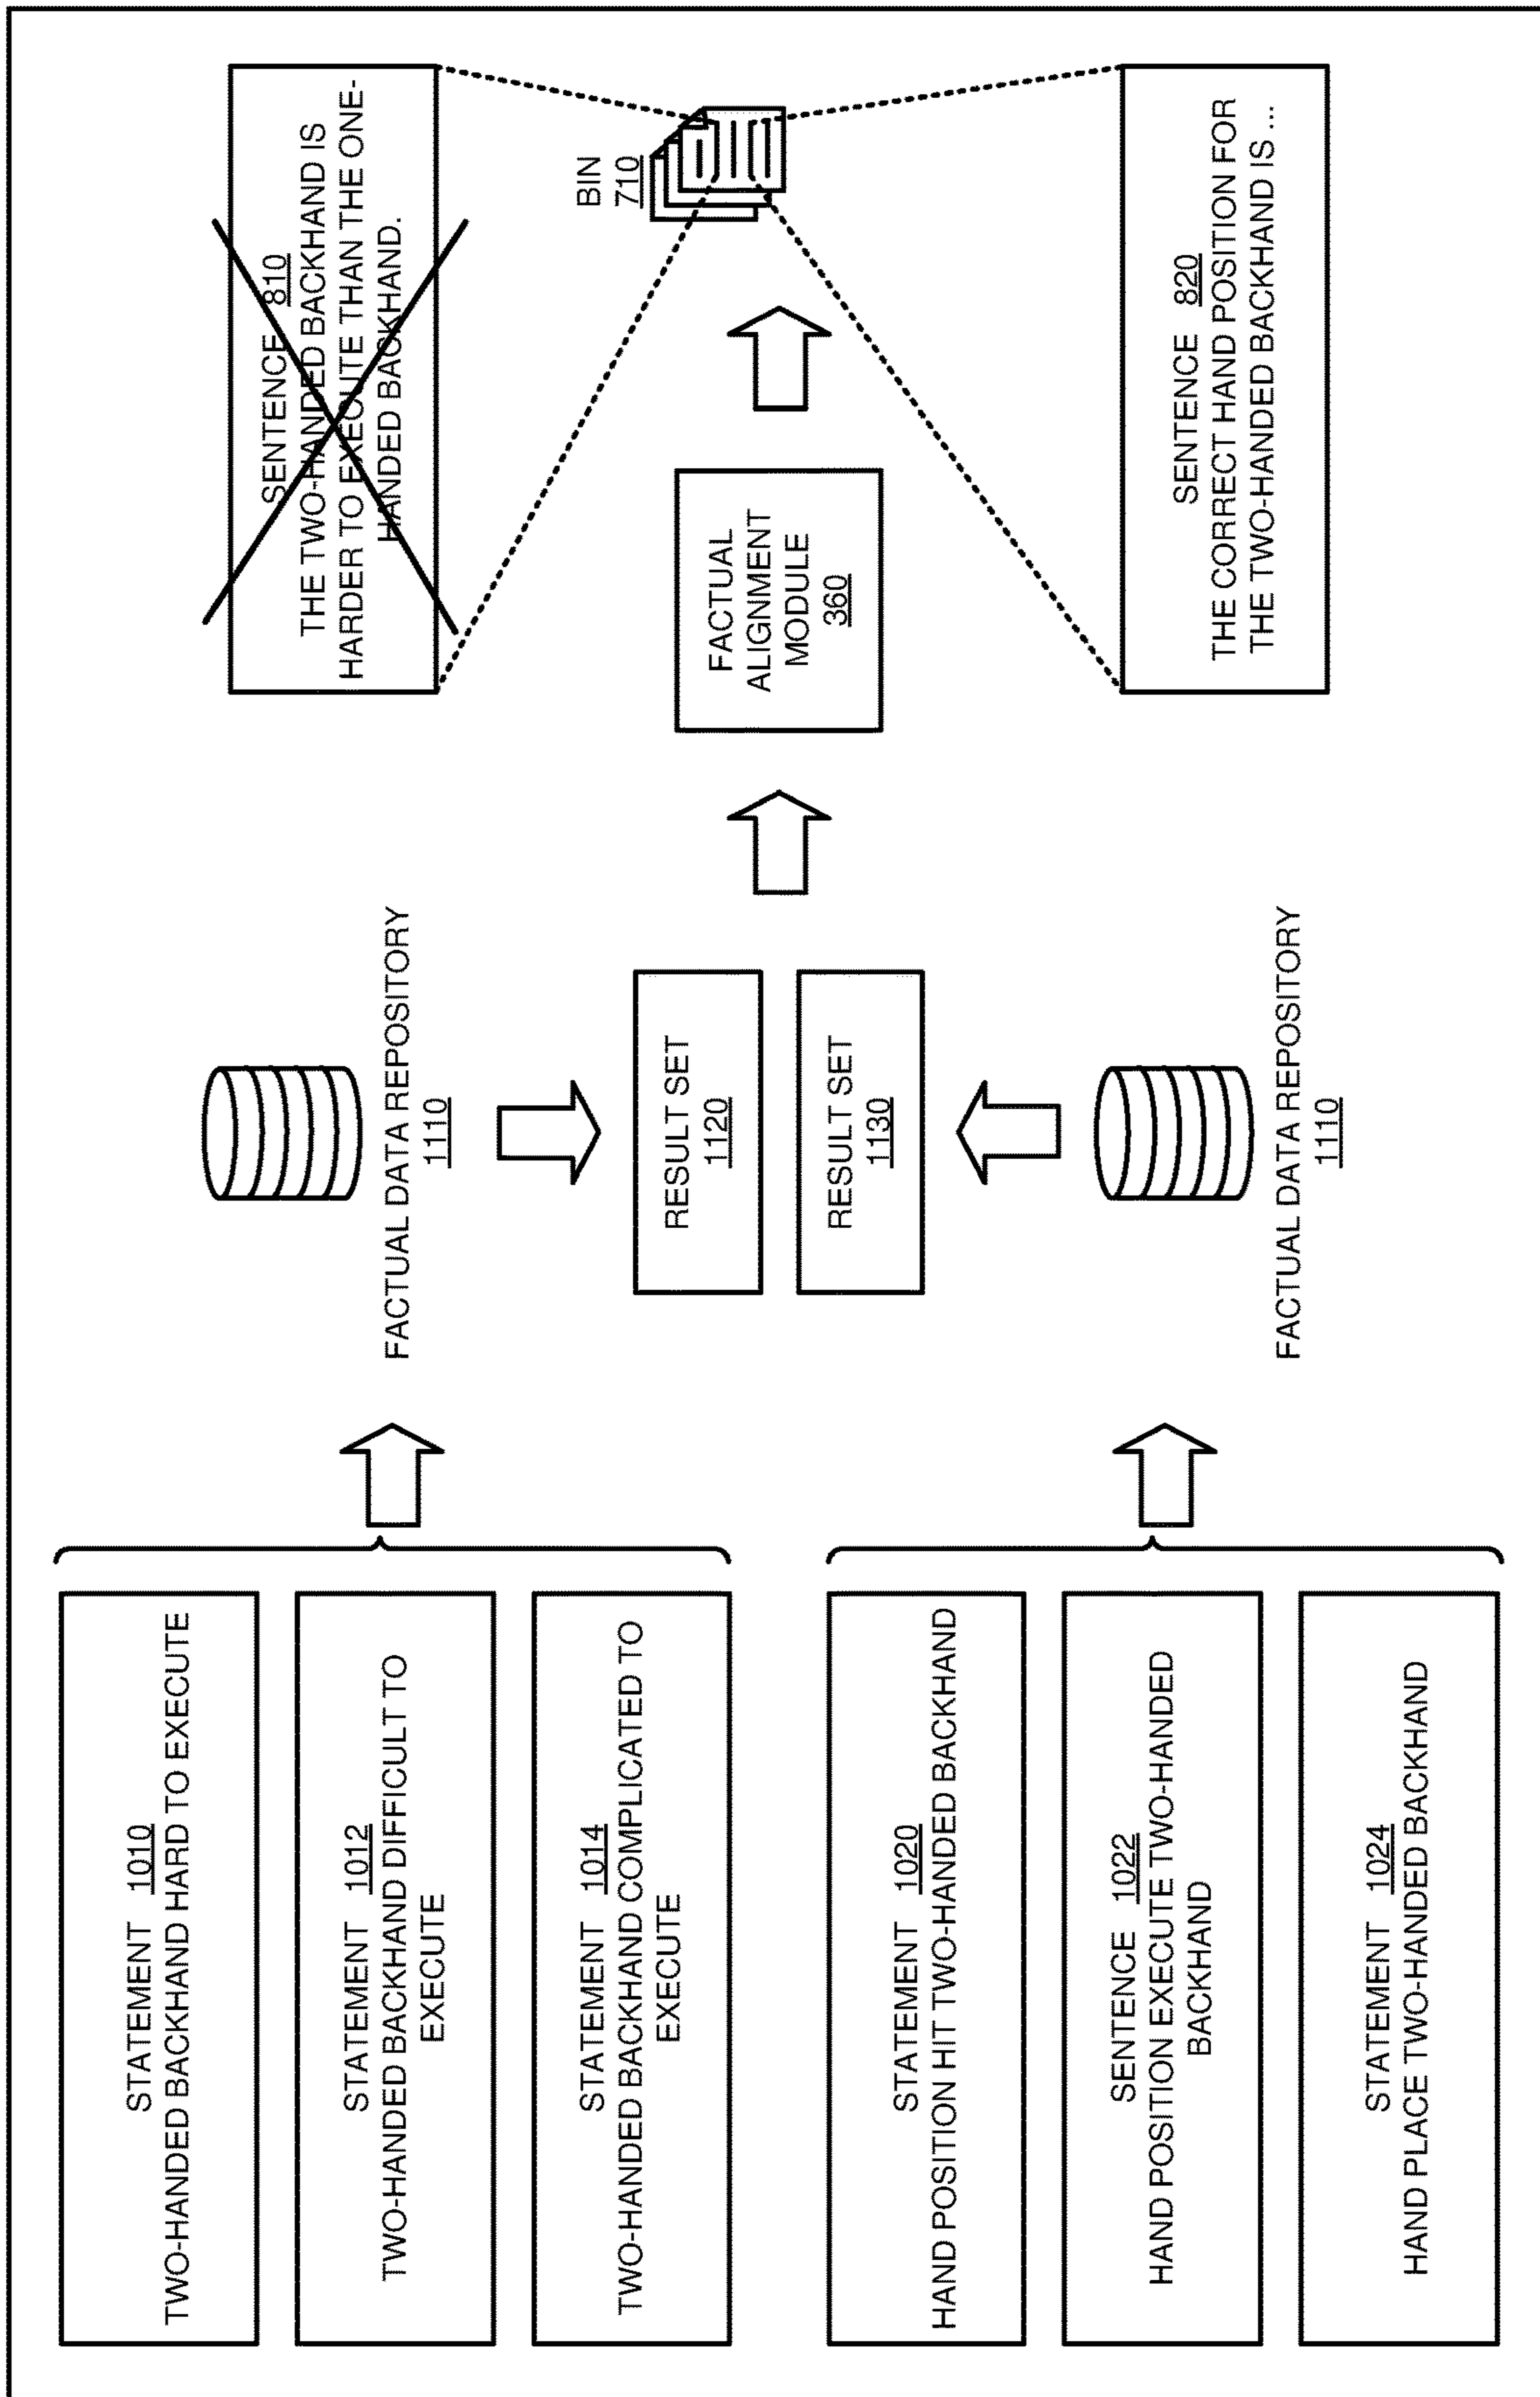 STATEMENT 1010
TWO-HANDED BACKHAND HARD TO EXECUTE
STATEMENT 1012
TWO-HANDED BACKHAND DIFFICULT TO
EXECUTE
STATEMENT 1014
TWO-HANDED BACKHAND COMPLICATED TO
EXECUTE
STATEMENT 1020
HAND POSITION HIT TWO-HANDED BACKHAND
SENTENCE 1022
HAND POSITION EXECUTE TWO-HANDED
BACKHAND
STATEMENT 1024
HAND PLACE TWO-HANDED BACKHAND
FACTUAL DATA REPOSITORY
1110
RESULT SET
1120
RESULT SET
1130
FACTUAL DATA REPOSITORY
1110
FACTUAL
ALIGNMENT
MODULE
360
BIN
710
SENTENCE 810
THE TWO-HANDED BACKHAND IS
HARDER TO EXECUTE THAN THE ONE-
HANDED BACKHAND.
SENTENCE 820
THE CORRECT HAND POSITION FOR
THE TWO-HANDED BACKHAND IS ...